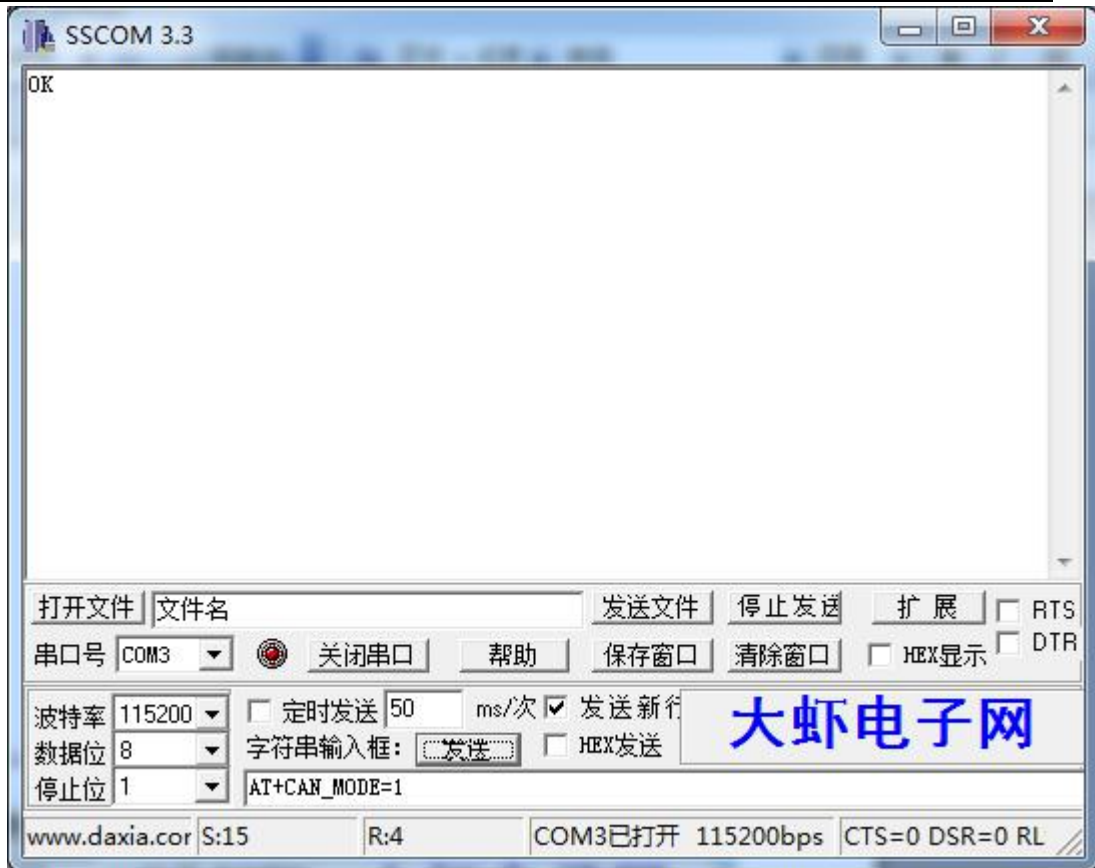 SSCOM 3.3
OK
打开文件 文件名 发送文件 停止发送 扩 展 RTS
串口号 COM3 关闭串口 帮助 保存窗口 清除窗口 HEX显示 DTR
波特率 115200 定时发送 50 ms/次 发送新行 大虾电子网
数据位 8 字符串输入框: 发送 HEX发送
停止位 1 AT+CAN_MODE=1
www.daxia.cor S:15 R:4 COM3已打开 115200bps CTS=0 DSR=0 RL